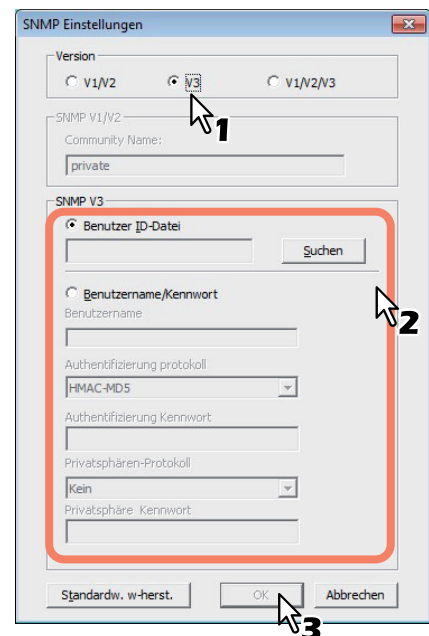 SNMP Einstellungen
Version
V1/V2 V3 V1/V2/V3
1
SNMP V1/V2
Community Name:
private
SNMP V3
Benutzer ID-Datei
Suchen
Benutzername/Kennwort
Benutzername
2
Authentifizierung protokoll
HMAC-MD5
Authentifizierung Kennwort
Privatsphären-Protokoll
Kein
Privatsphäre Kennwort
Standardw. w-herst. OK Abbrechen
3